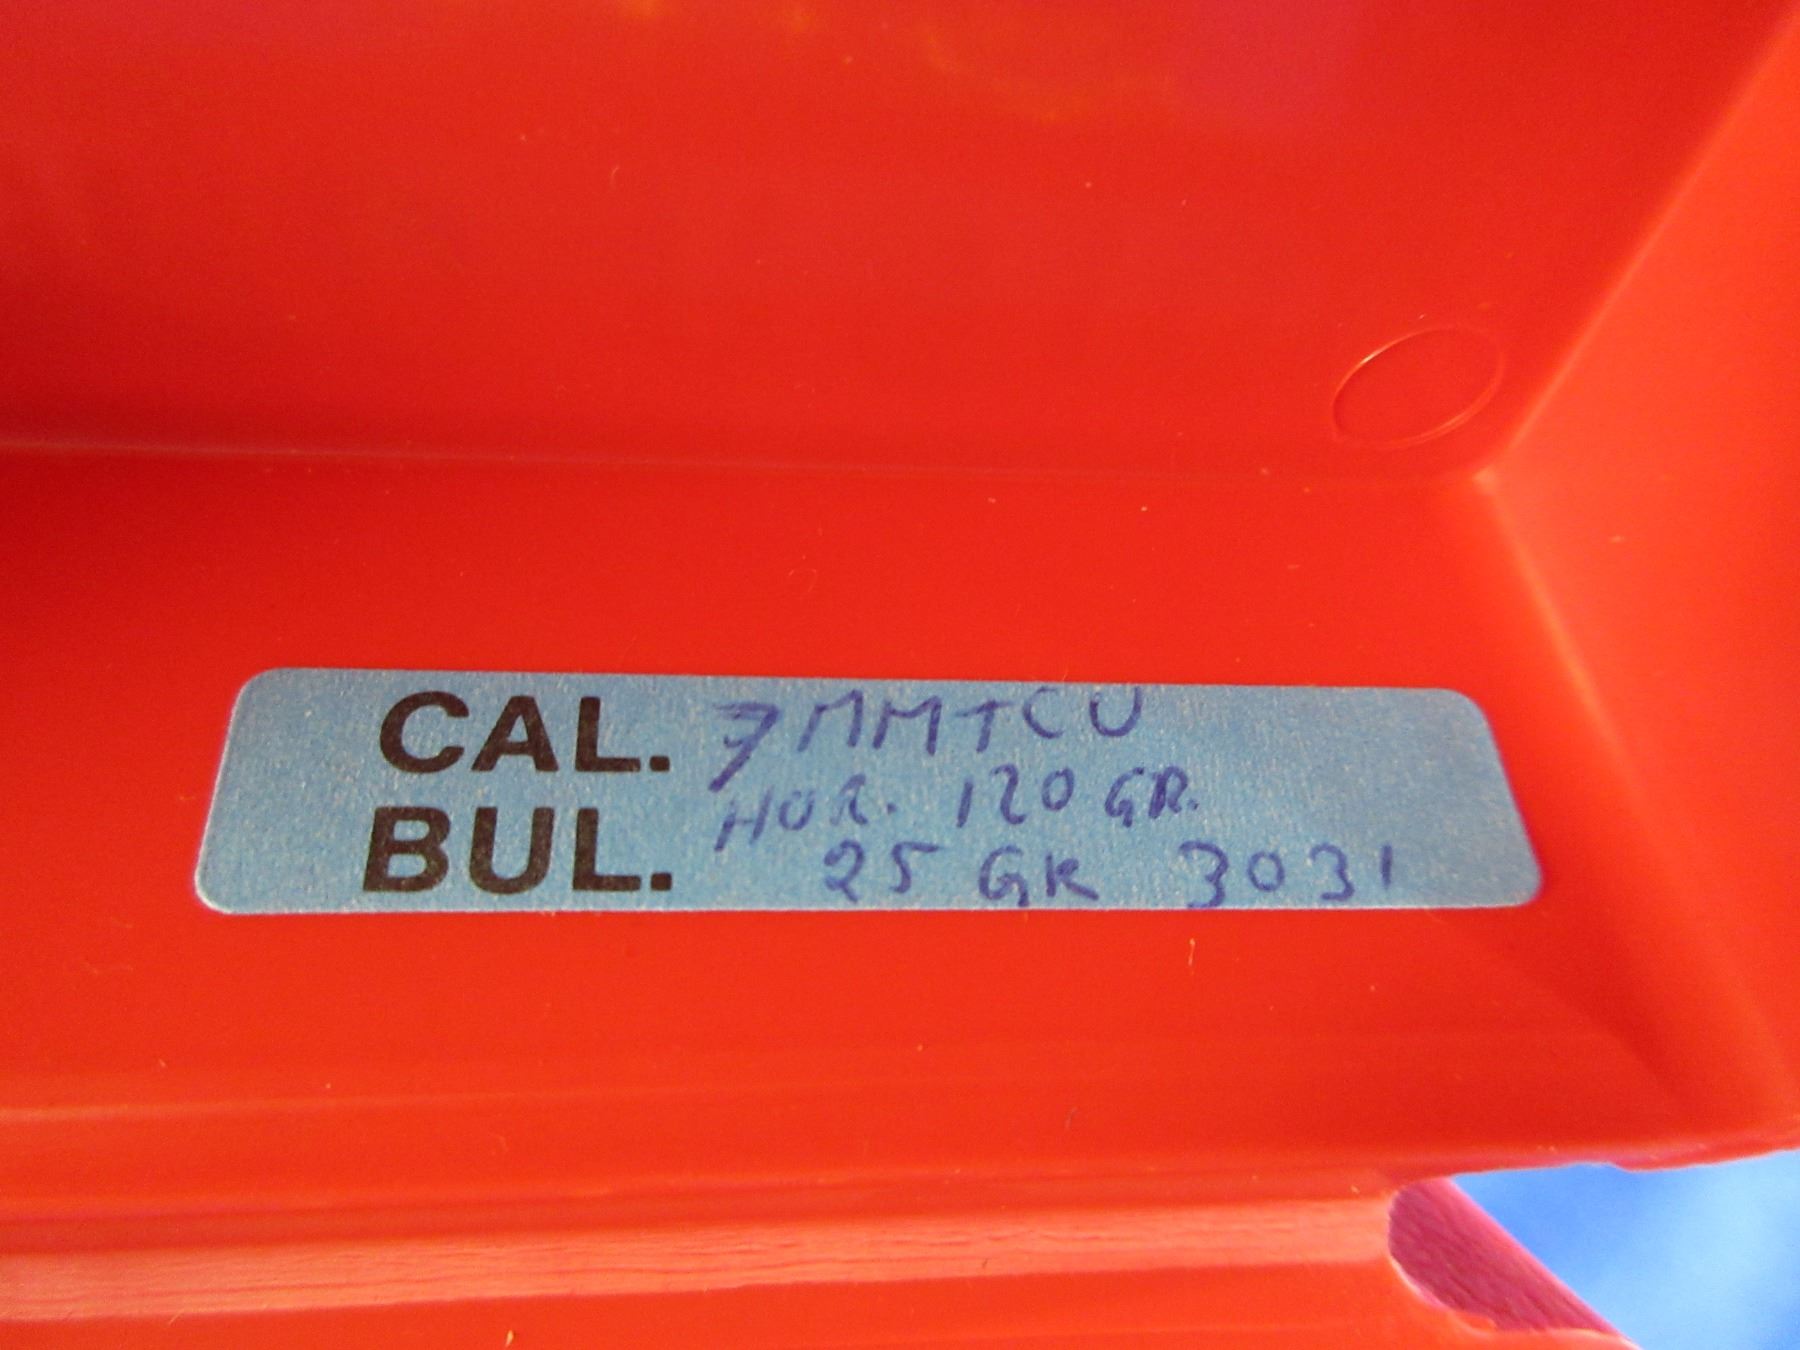 CAL. 7MMTCU
BUL. HOR. 120 GR.
25 GR 3031